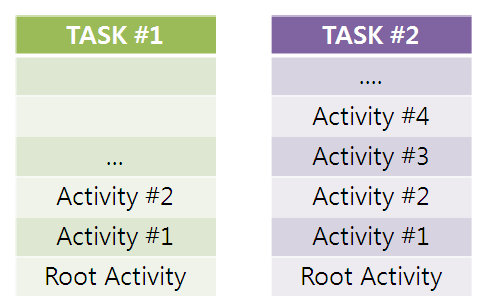 TASK #1
...
Activity #2
Activity #1
Root Activity
TASK #2
....
Activity #4
Activity #3
Activity #2
Activity #1
Root Activity